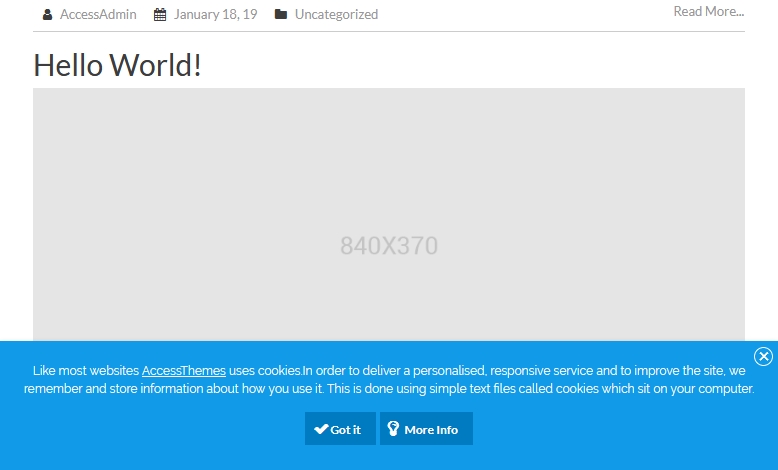 AccessAdmin January 18, 19 Uncategorized Read More...
Hello World!
840X370
Like most websites AccessThemes uses cookies.In order to deliver a personalised, responsive service and to improve the site, we
remember and store information about how you use it. This is done using simple text files called cookies which sit on your computer.
Got it More Info